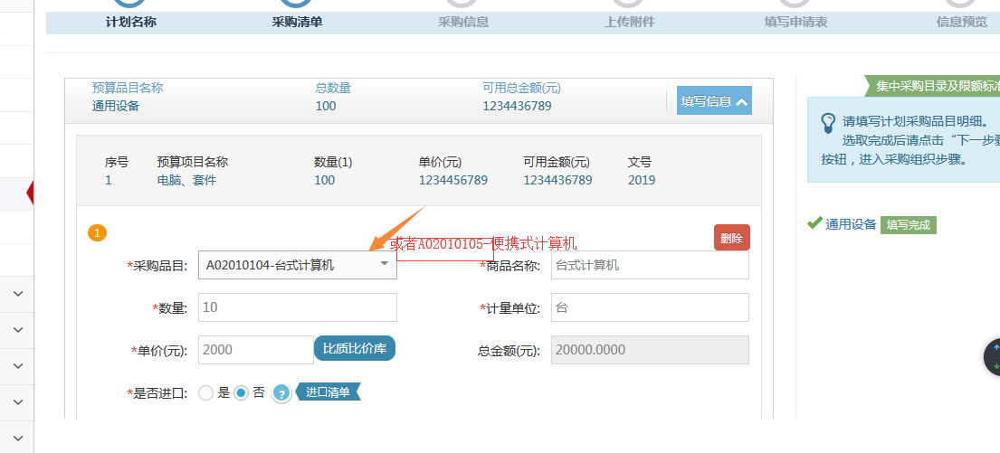 计划名称 采购清单 采购信息 上传附件 填写申请表 信息预览
预算品目名称 总数量 可用总金额(元)
通用设备 100 1234436789
填写信息
序号 预算项目名称 数量(1) 单价(元) 可用金额(元) 文号
1 电脑、套件 100 1234456789 1234436789 2019
1
或者A02010105-便携式计算机
删除
*采购品目: A02010104-台式计算机 *商品名称: 台式计算机
*数量: 10 *计量单位: 台
*单价(元): 2000 比质比价库 总金额(元): 20000.0000
*是否进口: 是 否 ? 进口清单
集中采购目录及限额标准
请填写计划采购品目明细。
选取完成后请点击“下一步骤
按钮，进入采购组织步骤。
通用设备 填写完成